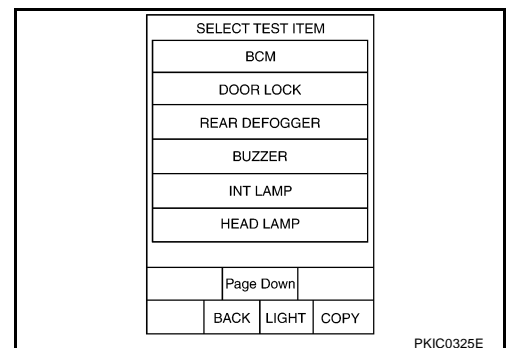 SELECT TEST ITEM
BCM
DOOR LOCK
REAR DEFOGGER
BUZZER
INT LAMP
HEAD LAMP
Page Down
BACK LIGHT COPY
PKIC0325E